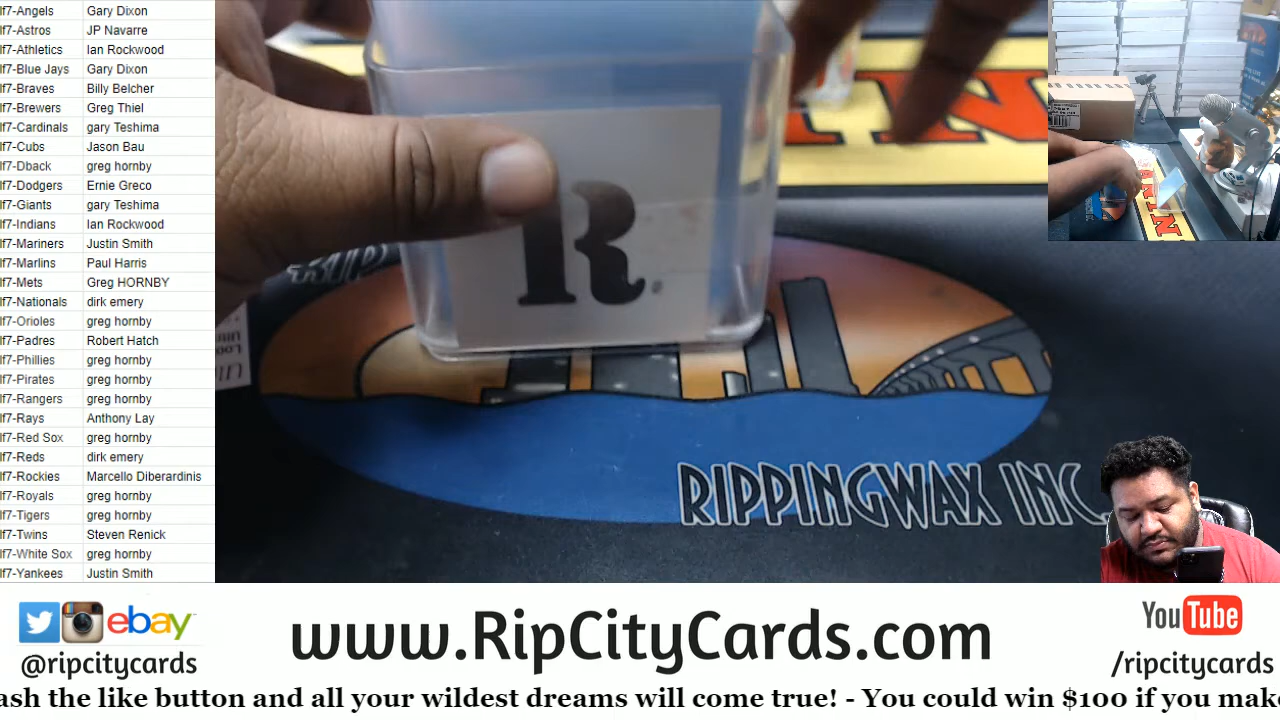 lf7-Angels Gary Dixon
lf7-Astros JP Navarre
lf7-Athletics Ian Rockwood
lf7-Blue Jays Gary Dixon
lf7-Braves Billy Belcher
lf7-Brewers Greg Thiel
lf7-Cardinals gary Teshima
lf7-Cubs Jason Bau
lf7-Dback greg hornby
lf7-Dodgers Ernie Greco
lf7-Giants gary Teshima
lf7-Indians Ian Rockwood
lf7-Mariners Justin Smith
lf7-Marlins Paul Harris
lf7-Mets Greg HORNBY
lf7-Nationals dirk emery
lf7-Orioles greg hornby
lf7-Padres Robert Hatch
lf7-Phillies greg hornby
lf7-Pirates greg hornby
lf7-Rangers greg hornby
lf7-Rays Anthony Lay
lf7-Red Sox greg hornby
lf7-Reds dirk emery
lf7-Rockies Marcello Diberardinis
lf7-Royals greg hornby
lf7-Tigers greg hornby
lf7-Twins Steven Renick
lf7-White Sox greg hornby
lf7-Yankees Justin Smith
R.
RIPPINGWAX INC.
ebay
@ripcitycards
www.RipCityCards.com
YouTube
/ripcitycards
ash the like button and all your wildest dreams will come true! - You could win $100 if you make